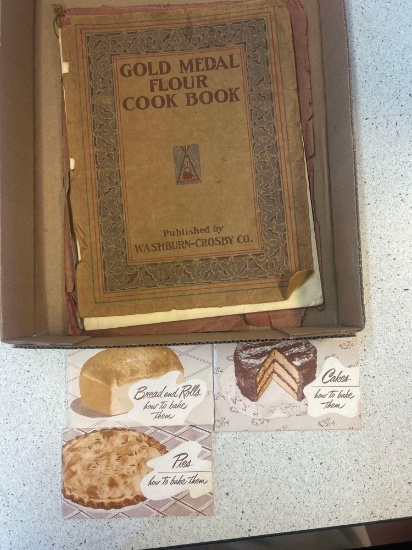 GOLD MEDAL
FLOUR
COOK BOOK
Published by
WASHBURN-CROSBY CO.
Bread and Rolls
how to bake
them
Cakes
how to bake
them
Pies
how to bake them